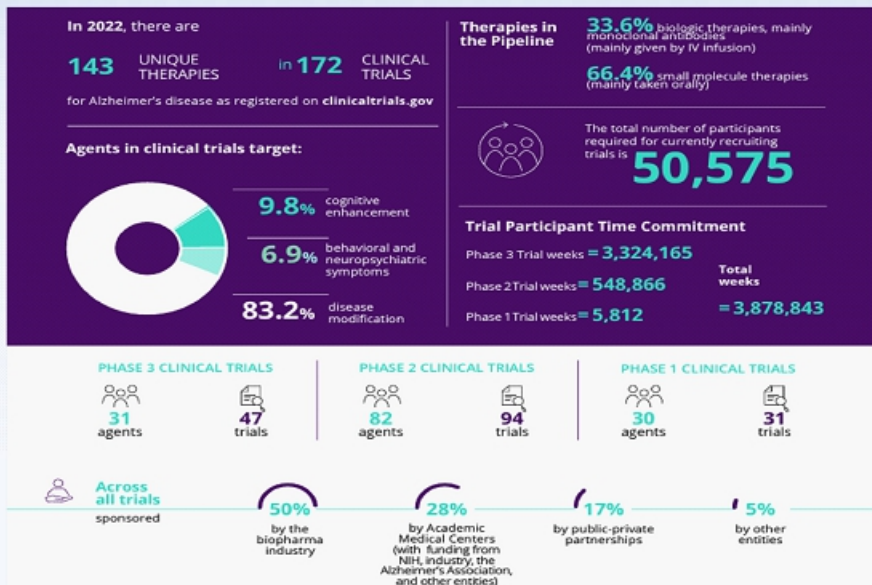 In 2022, there are
143 UNIQUE THERAPIES in 172 CLINICAL TRIALS
for Alzheimer's disease as registered on clinicaltrials.gov
Agents in clinical trials target:
9.8% cognitive
enhancement
6.9% behavioral and
neuropsychiatric
symptoms
83.2% disease
modification
Therapies in
the Pipeline
33.6% biologic therapies, mainly
monoclonal antibodies
(mainly given by IV infusion)
66.4% small molecule therapies
(mainly taken orally)
The total number of participants
required for currently recruiting
trials is 50,575
Trial Participant Time Commitment
Phase 3 Trial weeks = 3,324,165
Phase 2 Trial weeks = 548,866
Phase 1 Trial weeks = 5,812
Total
weeks
= 3,878,843
PHASE 3 CLINICAL TRIALS
31 47
agents trials
PHASE 2 CLINICAL TRIALS
82 94
agents trials
PHASE 1 CLINICAL TRIALS
30 31
agents trials
Across
all trials
sponsored
50%
by the
biopharma
industry
28%
by Academic
Medical Centers
(with funding from
NIH, industry, the
Alzheimer's Association,
and other entities)
17%
by public-private
partnerships
5%
by other
entities